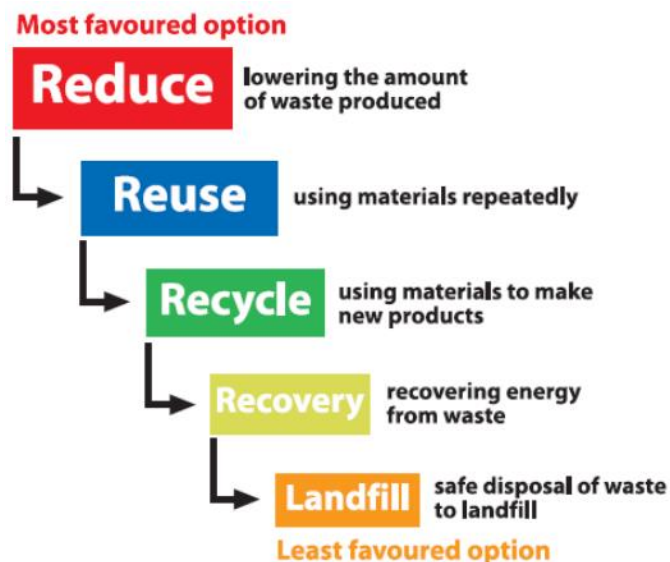 Most favoured option
Reduce
lowering the amount
of waste produced
Reuse
using materials repeatedly
Recycle
using materials to make
new products
Recovery
recovering energy
from waste
Landfill
safe disposal of waste
to landfill
Least favoured option